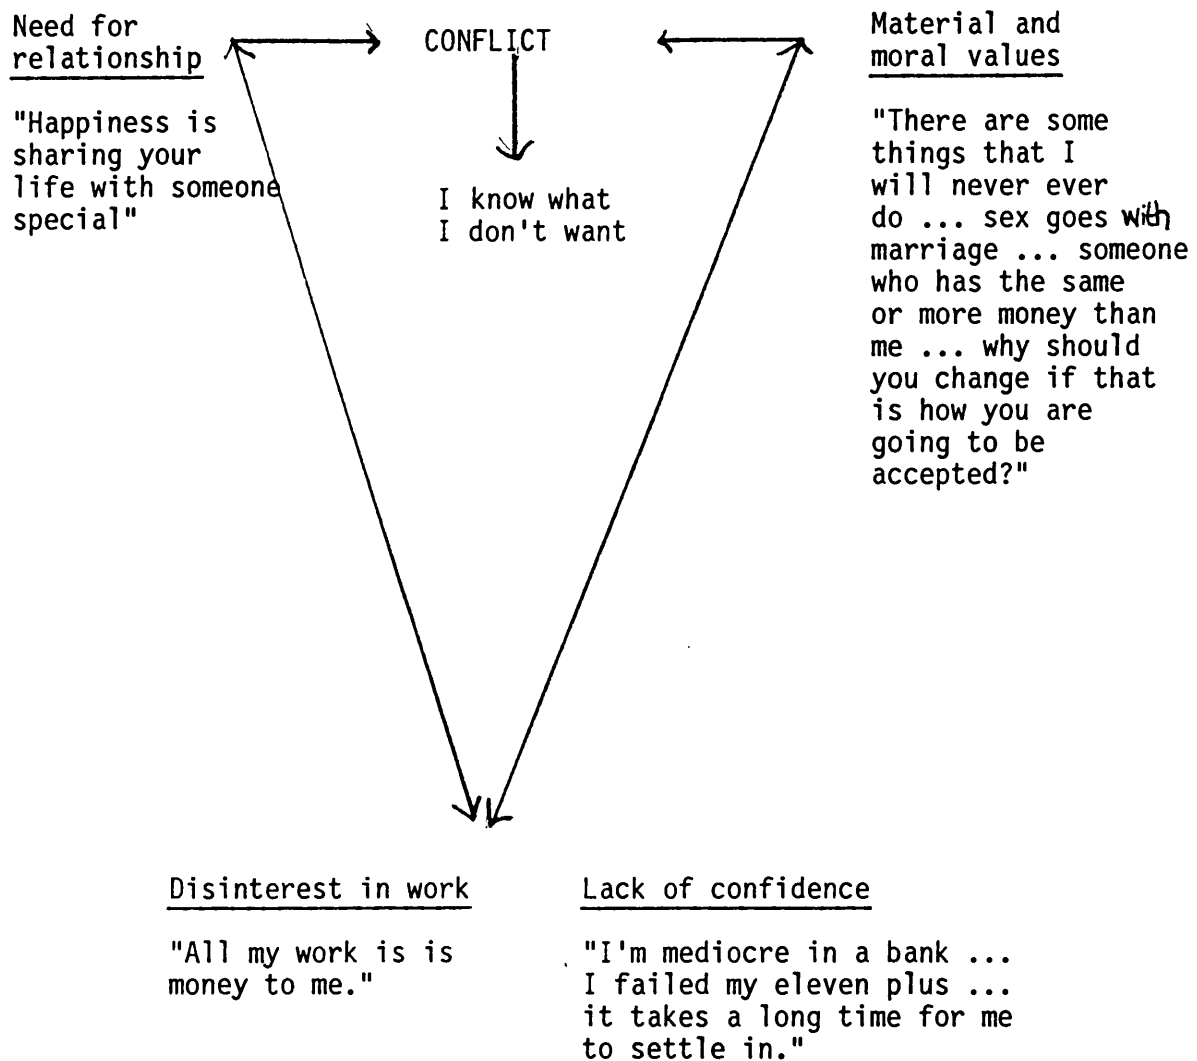 Need for
relationship
"Happiness is
sharing your
life with someone
special"
CONFLICT
I know what
I don't want
Material and
moral values
"There are some
things that I
will never ever
do ... sex goes with
marriage ... someone
who has the same
or more money than
me ... why should
you change if that
is how you are
going to be
accepted?"
Disinterest in work
"All my work is is
money to me."
Lack of confidence
"I'm mediocre in a bank ...
I failed my eleven plus ...
it takes a long time for me
to settle in."